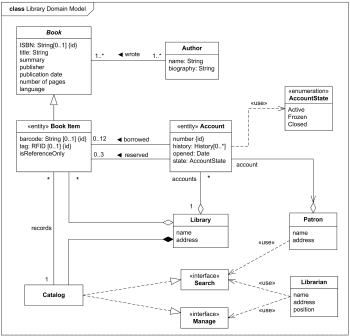 class Library Domain Model
Book
ISBN: String[0..1] {id}
title: String
summary
publisher
publication date
number of pages
language
1..*
wrote
1..*
Author
name: String
biography: String
«enumeration»
AccountState
Active
Frozen
Closed
«use»
«entity» Book Item
barcode: String [0..1] {id}
tag: RFID [0..1] {id}
isReferenceOnly
0..12
borrowed
0..3
reserved
«entity» Account
number {id}
history: History[0..*]
opened: Date
state: AccountState
account
accounts
*
*
*
1
Library
name
address
Patron
name
address
records
1
Catalog
«interface»
Search
«interface»
Manage
«use»
«use»
«use»
Librarian
name
address
position